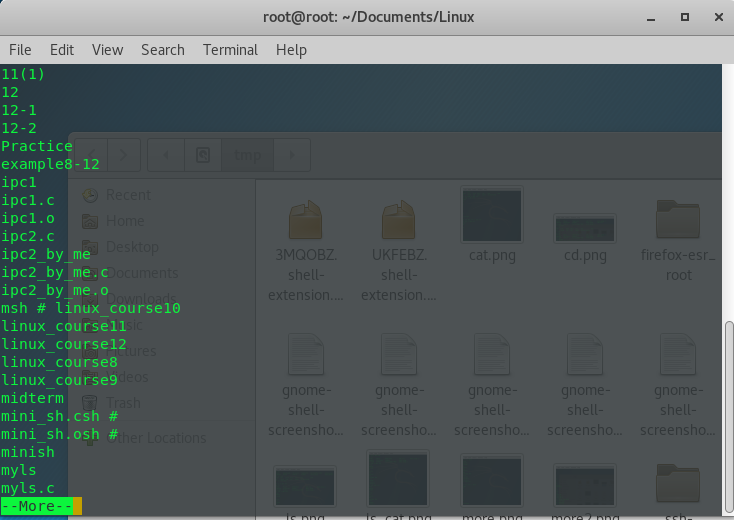 root@root: ~/Documents/Linux
File Edit View Search Terminal Help
11(1)
12
12-1
12-2
Practice
example8-12
ipc1
ipc1.c
ipc1.o
ipc2.c
ipc2_by_me
ipc2_by_me.c
ipc2_by_me.o
msh # linux_course10
linux_course11
linux_course12
linux_course8
linux_course9
midterm
mini_sh.csh #
mini_sh.osh #
minish
myls
myls.c
--More--
tmp
Recent
Home
Desktop
Documents
Downloads
Music
Pictures
Videos
Trash
Other Locations
3MQOBZ.
shell-
extension....
UKFEBZ.
shell-
extension....
cat.png
cd.png
firefox-esr_
root
gnome-
shell-
screensho...
gnome-
shell-
screensho...
gnome-
shell-
screensho...
gnome-
shell-
screensho...
gnome-
shell-
screensho...
ls.png
ls_cat.png
more.png
more2.png
ssh-